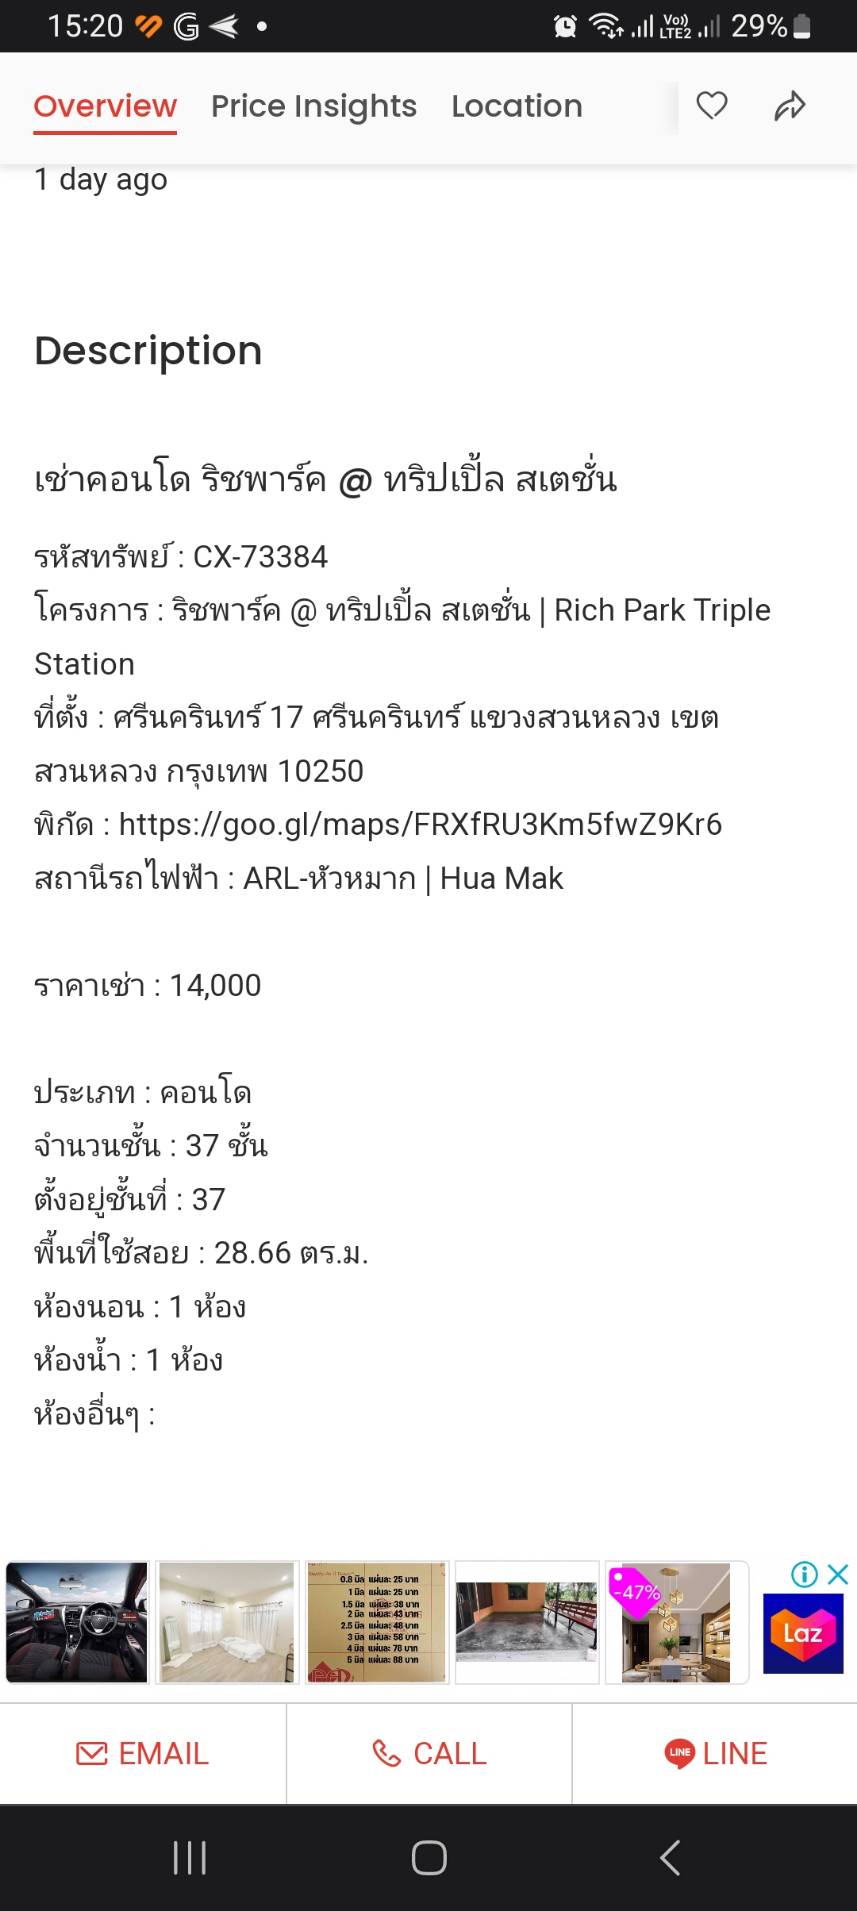 15:20
Vo))
LTE2
29%
Overview
Price Insights
Location
1 day ago
Description
เช่าคอนโด ริชพาร์ค @ ทริปเปิ้ล สเตชั่น
รหัสทรัพย์ : CX-73384
โครงการ : ริชพาร์ค @ ทริปเปิ้ล สเตชั่น | Rich Park Triple
Station
ที่ตั้ง : ศรีนครินทร์ 17 ศรีนครินทร์ แขวงสวนหลวง เขต
สวนหลวง กรุงเทพ 10250
พิกัด : https://goo.gl/maps/FRXfRU3Km5fwZ9Kr6
สถานีรถไฟฟ้า : ARL-หัวหมาก | Hua Mak
ราคาเช่า : 14,000
ประเภท : คอนโด
จำนวนชั้น : 37 ชั้น
ตั้งอยู่ชั้นที่ : 37
พื้นที่ใช้สอย : 28.66 ตร.ม.
ห้องนอน : 1 ห้อง
ห้องน้ำ : 1 ห้อง
ห้องอื่นๆ :
0.8 มิล แผ่นละ 25 บาท
1 มิล แผ่นละ 25 บาท
1.5 มิล แผ่นละ 38 บาท
2 มิล แผ่นละ 43 บาท
2.5 มิล แผ่นละ 48 บาท
3 มิล แผ่นละ 58 บาท
4 มิล แผ่นละ 78 บาท
5 มิล แผ่นละ 88 บาท
-47%
Laz
EMAIL
CALL
LINE
LINE